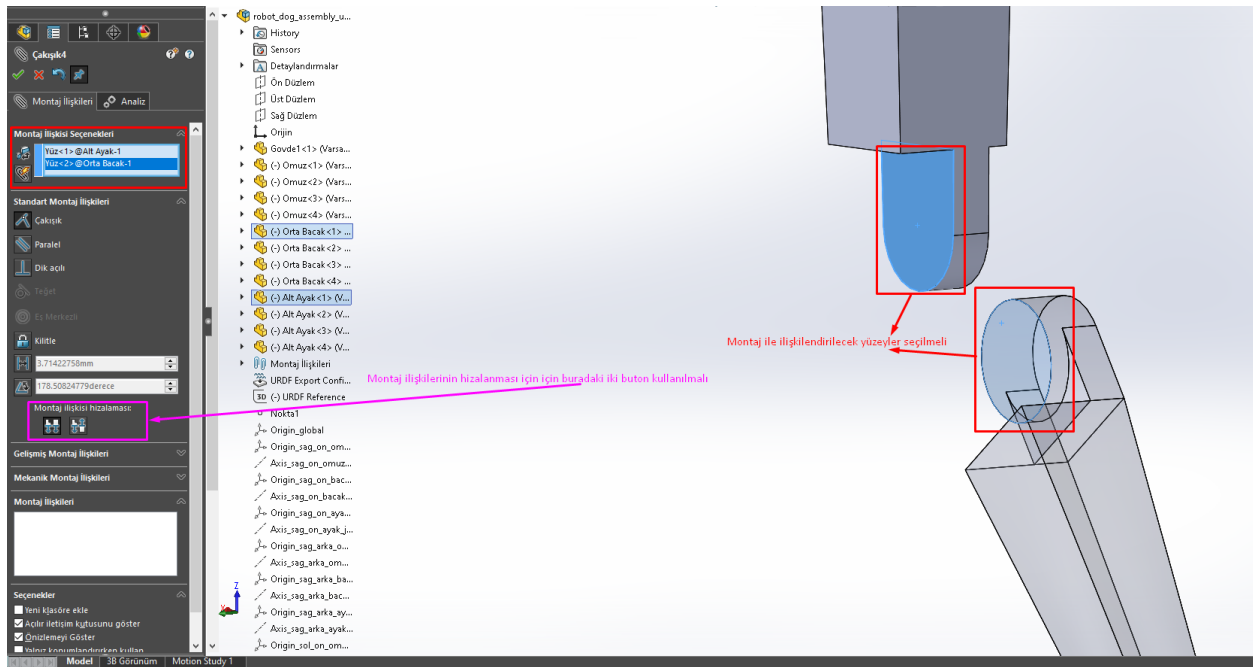 Çakışık4
Montaj İlişkileri
Analiz
Montaj İlişkisi Seçenekleri
Yüz<1>@Alt Ayak-1
Yüz<2>@Orta Bacak-1
Standart Montaj İlişkileri
Çakışık
Paralel
Dik açılı
Teğet
Eş Merkezli
Kilitle
3.71422758mm
178.50824779derece
Montaj ilişkisi hizalaması:
Gelişmiş Montaj İlişkileri
Mekanik Montaj İlişkileri
Montaj İlişkileri
Seçenekler
Yeni klasöre ekle
Açılır iletişim kutusunu göster
Önizlemeyi Göster
Yalnız konumlandırırken kullan
robot_dog_assembly_u...
History
Sensors
Detaylandırmalar
Ön Düzlem
Üst Düzlem
Sağ Düzlem
Orijin
Govde1<1> (Varsa...
(-) Omuz<1> (Vars...
(-) Omuz<2> (Vars...
(-) Omuz<3> (Vars...
(-) Omuz<4> (Vars...
(-) Orta Bacak<1> ...
(-) Orta Bacak<2> ...
(-) Orta Bacak<3> ...
(-) Orta Bacak<4> ...
(-) Alt Ayak<1> (V...
(-) Alt Ayak<2> (V...
(-) Alt Ayak<3> (V...
(-) Alt Ayak<4> (V...
Montaj İlişkileri
URDF Export Confi...
3D (-) URDF Reference
Nokta1
Origin_global
Origin_sag_on_om...
Axis_sag_on_omuz...
Origin_sag_on_bac...
Axis_sag_on_bacak...
Origin_sag_on_aya...
Axis_sag_on_ayak_j...
Origin_sag_arka_o...
Axis_sag_arka_om...
Origin_sag_arka_ba...
Axis_sag_arka_bac...
Origin_sag_arka_ay...
Axis_sag_arka_ayak...
Origin_sol_on_om...
Montaj ile ilişkilendirilecek yüzeyler seçilmeli
Montaj ilişkilerinin hizalanması için için buradaki iki buton kullanılmalı
Z
X
Model
3B Görünüm
Motion Study 1